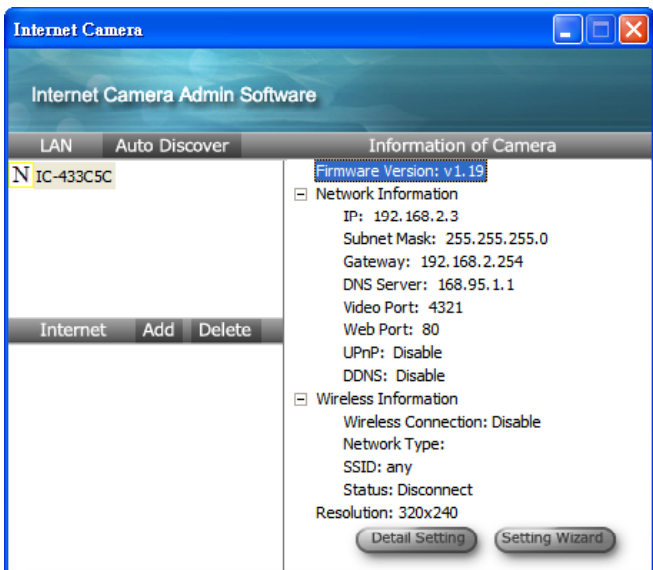 Internet Camera
Internet Camera Admin Software
LAN Auto Discover
N IC-433C5C
Internet Add Delete
Information of Camera
Firmware Version: v1.19
Network Information
IP: 192.168.2.3
Subnet Mask: 255.255.255.0
Gateway: 192.168.2.254
DNS Server: 168.95.1.1
Video Port: 4321
Web Port: 80
UPnP: Disable
DDNS: Disable
Wireless Information
Wireless Connection: Disable
Network Type:
SSID: any
Status: Disconnect
Resolution: 320x240
Detail Setting Setting Wizard